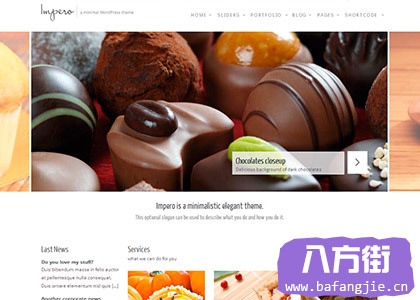 Impero
a minimal WordPress theme
HOME SLIDERS PORTFOLIO BLOG PAGES SHORTCODE
Chocolates closeup
Delicious background of dark chocolates
Impero is a minimalistic elegant theme.
This optional slogan can be used to describe what you do and how you do it.
Last News
Do you love my stuff?
Duis bibendum massa in felis auctor
at pellentesque nulla consequat.
Duis ornare elementum nisl quis [...]
Another corporate news
Services
what we can do for you
八方街
www.bafangjie.cn